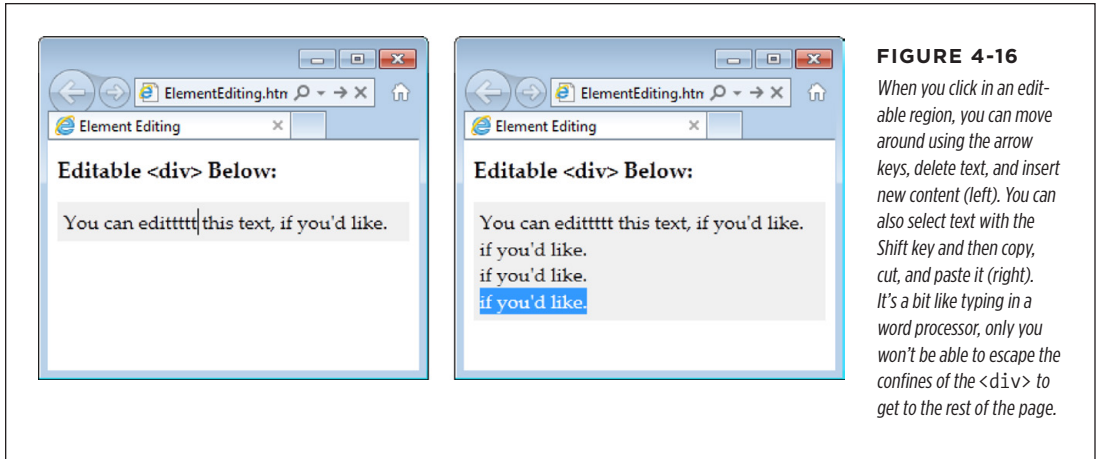 ElementEditing.htn
Element Editing
Editable <div> Below:
You can edittttt this text, if you'd like.
ElementEditing.htn
Element Editing
Editable <div> Below:
You can edittttt this text, if you'd like.
if you'd like.
if you'd like.
if you'd like.
FIGURE 4-16
When you click in an edit-
able region, you can move
around using the arrow
keys, delete text, and insert
new content (left). You can
also select text with the
Shift key and then copy,
cut, and paste it (right).
It's a bit like typing in a
word processor, only you
won't be able to escape the
confines of the <div> to
get to the rest of the page.